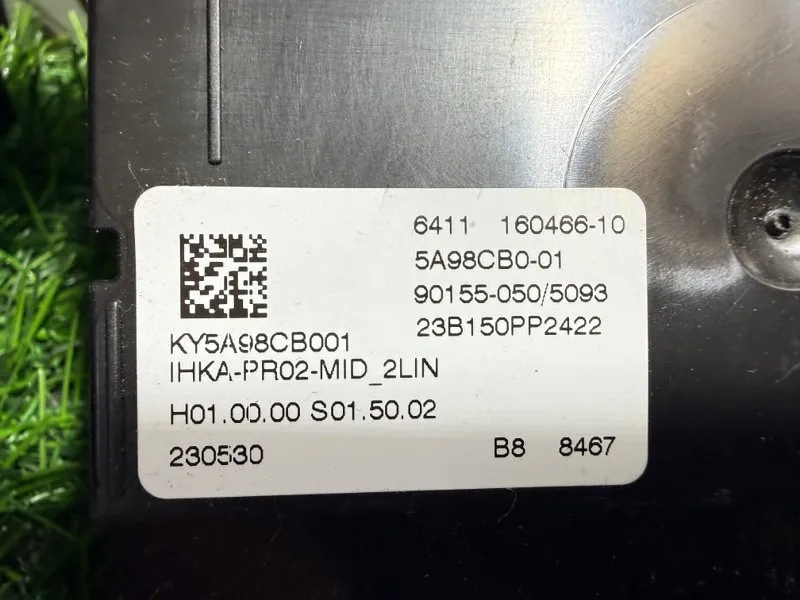 6411 160466-10
5A98CB0-01
90155-050/5093
23B150PP2422
KY5A98CB001
IHKA-PR02-MID_2LIN
H01.00.00 S01.50.02
230530
B8 8467